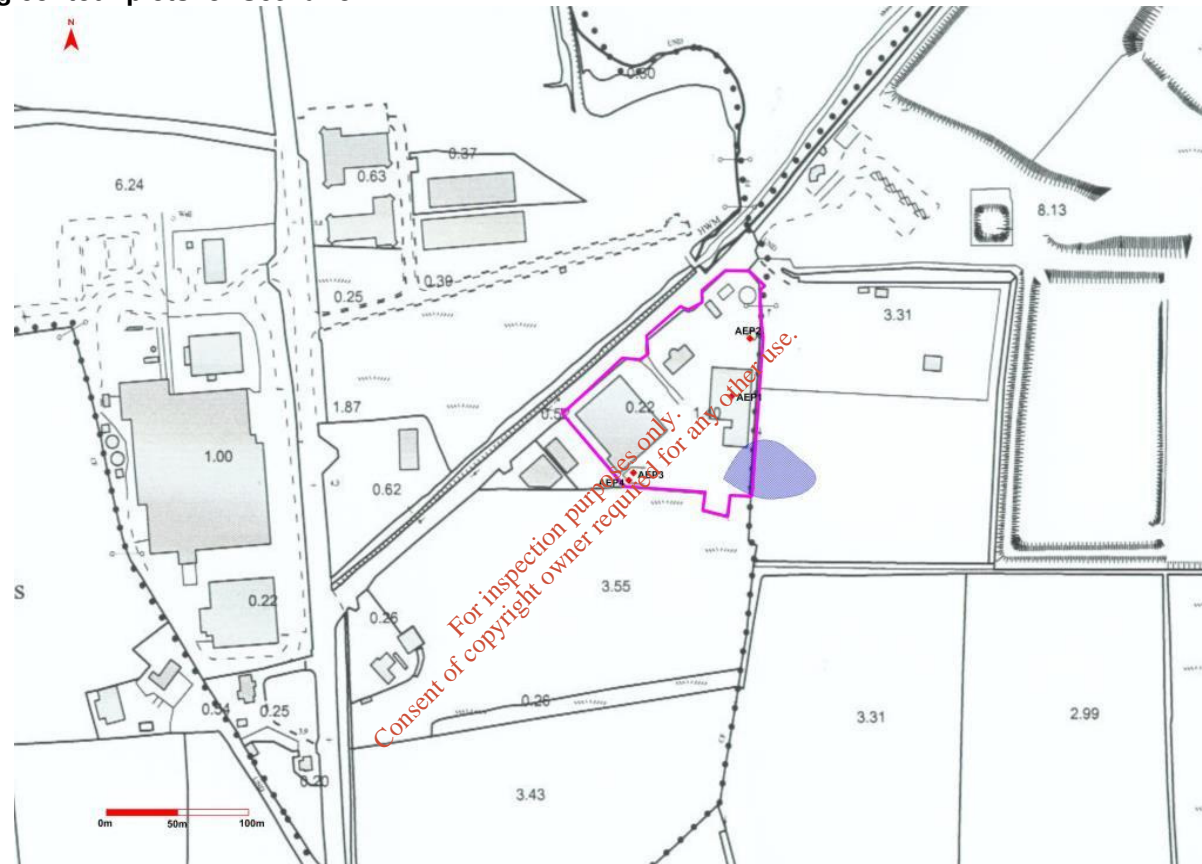 N
0.50
0.37
6.24
0.63
HWM
8.13
0.39
0.25
3.31
AEP2
AEP1
1.87
0.22
1.00
0.62
AEP3
AEP4
For inspection purposes only.
Consent of copyright owner required for any other use.
3.55
S
0.22
0.26
0.26
0.54
0.25
3.31
2.99
0.20
3.43
0m 50m 100m